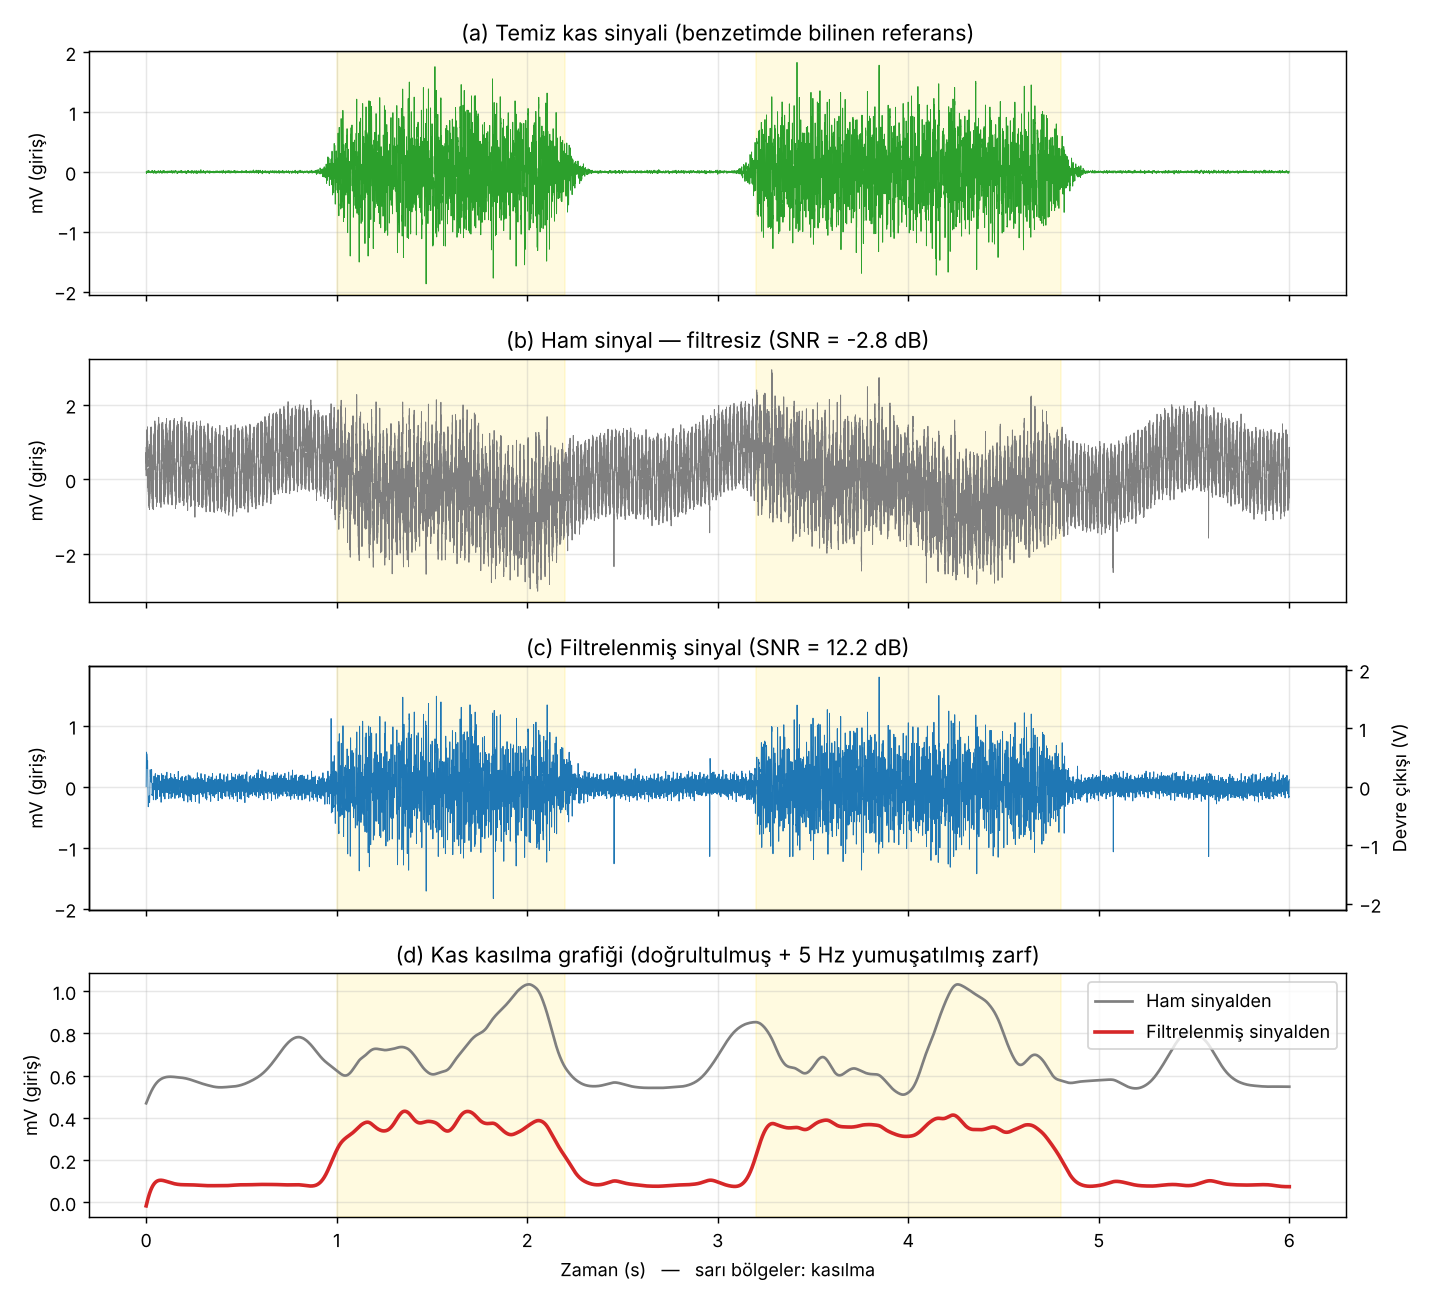 (a) Temiz kas sinyali (benzetimde bilinen referans)
2
1
0
−1
−2
mV (giriş)
(b) Ham sinyal — filtresiz (SNR = -2.8 dB)
2
0
−2
mV (giriş)
(c) Filtrelenmiş sinyal (SNR = 12.2 dB)
1
0
−1
−2
mV (giriş)
2
1
0
−1
−2
Devre çıkışı (V)
(d) Kas kasılma grafiği (doğrultulmuş + 5 Hz yumuşatılmış zarf)
1.0
0.8
0.6
0.4
0.2
0.0
mV (giriş)
Ham sinyalden
Filtrelenmiş sinyalden
0 1 2 3 4 5 6
Zaman (s) — sarı bölgeler: kasılma